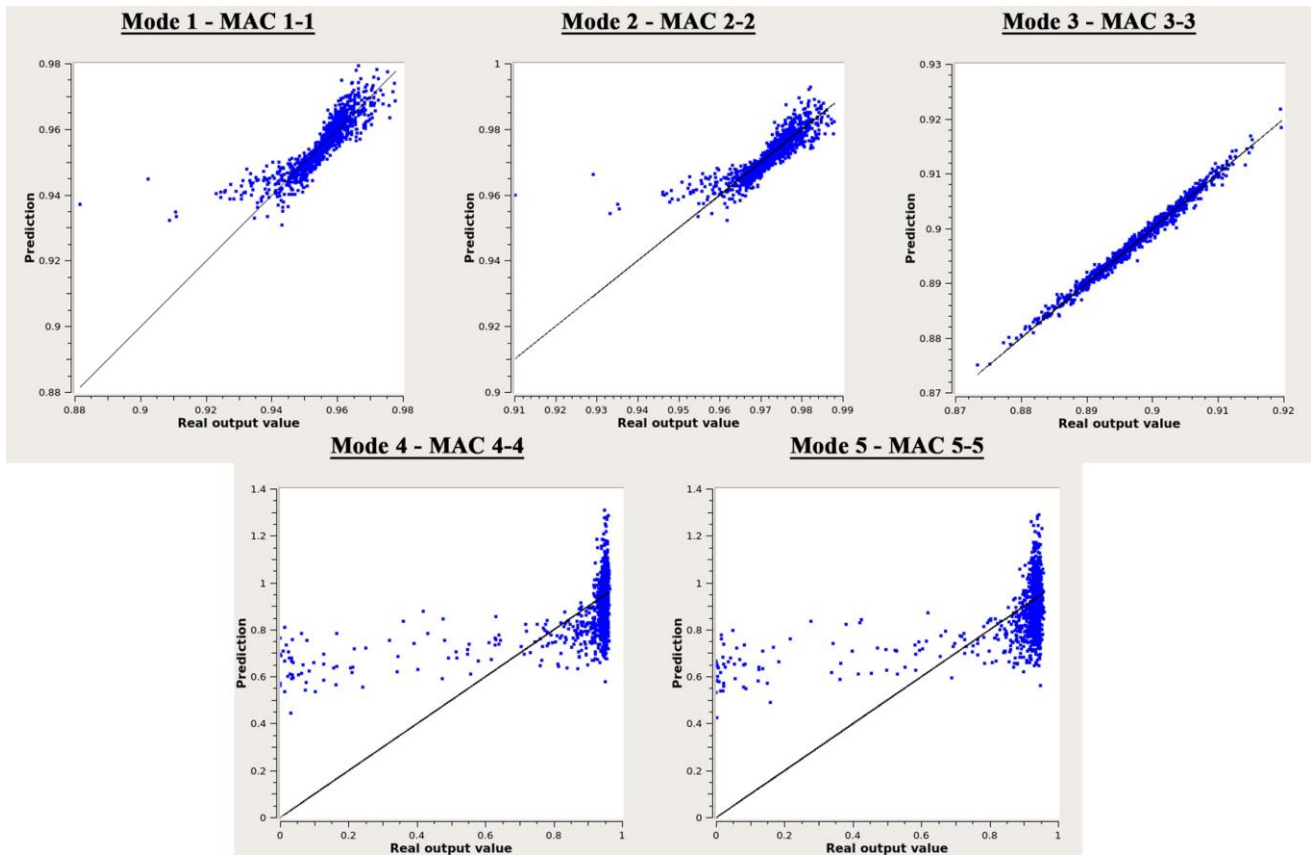 Mode 1 - MAC 1-1
Mode 2 - MAC 2-2
Mode 3 - MAC 3-3
Prediction
0.98
0.96
0.94
0.92
0.9
0.88
0.88 0.9 0.92 0.94 0.96 0.98
Real output value
Prediction
1
0.98
0.96
0.94
0.92
0.9
0.91 0.92 0.93 0.94 0.95 0.96 0.97 0.98 0.99
Real output value
Prediction
0.93
0.92
0.91
0.9
0.89
0.88
0.87
0.87 0.88 0.89 0.9 0.91 0.92
Real output value
Mode 4 - MAC 4-4
Mode 5 - MAC 5-5
Prediction
1.4
1.2
1
0.8
0.6
0.4
0.2
0
0 0.2 0.4 0.6 0.8 1
Real output value
Prediction
1.4
1.2
1
0.8
0.6
0.4
0.2
0
0 0.2 0.4 0.6 0.8 1
Real output value